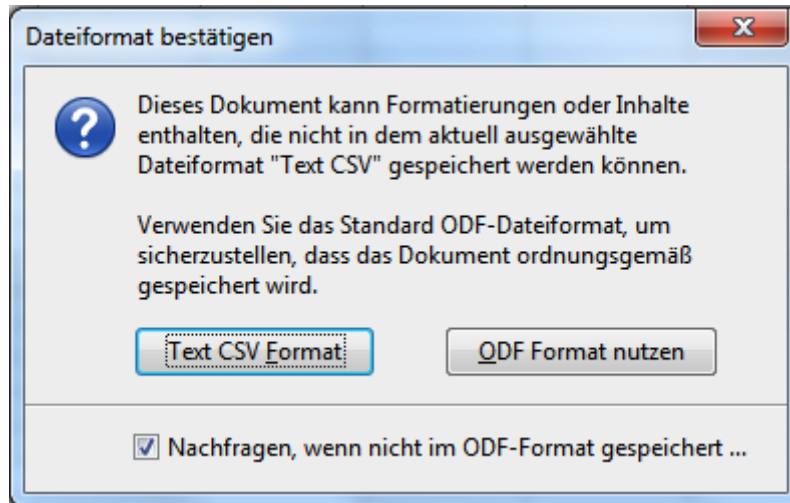 Dateiformat bestätigen
Dieses Dokument kann Formatierungen oder Inhalte
enthalten, die nicht in dem aktuell ausgewählte
Dateiformat "Text CSV" gespeichert werden können.
Verwenden Sie das Standard ODF-Dateiformat, um
sicherzustellen, dass das Dokument ordnungsgemäß
gespeichert wird.
Text CSV Format
ODF Format nutzen
Nachfragen, wenn nicht im ODF-Format gespeichert ...